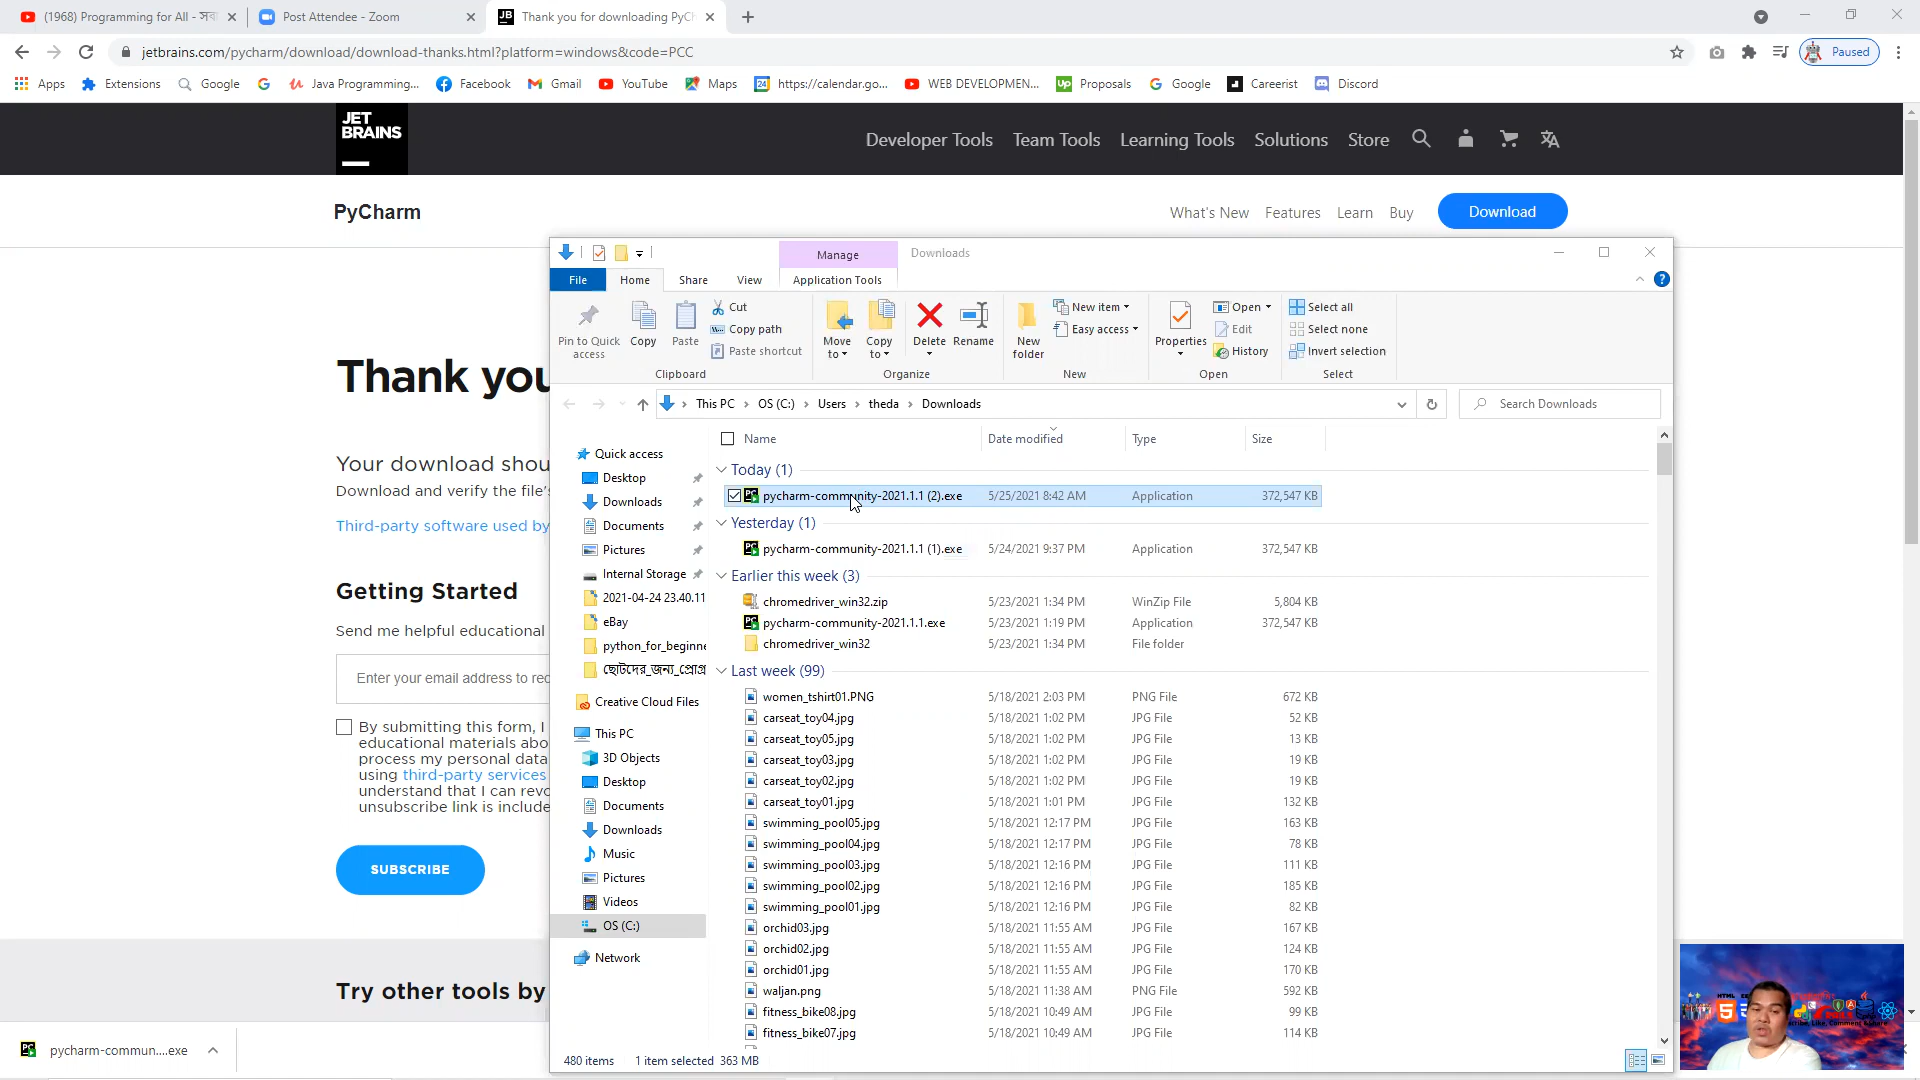 (1968) Programming for All - সবা
Post Attendee - Zoom
Thank you for downloading PyCh
jetbrains.com/pycharm/download/download-thanks.html?platform=windows&code=PCC
Paused
Apps Extensions Google Java Programming... Facebook Gmail YouTube Maps https://calendar.go... WEB DEVELOPMEN... Proposals Google Careerist Discord
JET
BRAINS
Developer Tools Team Tools Learning Tools Solutions Store
PyCharm
What's New Features Learn Buy Download
Thank you
Your download shou
Download and verify the file's
Third-party software used by
Getting Started
Send me helpful educational
Enter your email address to rec
By submitting this form, I
educational materials abo
process my personal data
using third-party services
understand that I can revo
unsubscribe link is include
SUBSCRIBE
Try other tools by
pycharm-commun....exe
Manage Downloads
File Home Share View Application Tools
Pin to Quick access
Copy
Paste
Cut
Copy path
Paste shortcut
Clipboard
Move to
Copy to
Delete
Rename
Organize
New folder
New item
Easy access
New
Properties
Open
Edit
History
Open
Select all
Select none
Invert selection
Select
This PC > OS (C:) > Users > theda > Downloads
Search Downloads
Quick access
Desktop
Downloads
Documents
Pictures
Internal Storage
2021-04-24 23.40.11
eBay
python_for_beginne
ছোটদের_জন্য_প্রোগ্র
Creative Cloud Files
This PC
3D Objects
Desktop
Documents
Downloads
Music
Pictures
Videos
OS (C:)
Network
Name Date modified Type Size
Today (1)
pycharm-community-2021.1.1 (2).exe 5/25/2021 8:42 AM Application 372,547 KB
Yesterday (1)
pycharm-community-2021.1.1 (1).exe 5/24/2021 9:37 PM Application 372,547 KB
Earlier this week (3)
chromedriver_win32.zip 5/23/2021 1:34 PM WinZip File 5,804 KB
pycharm-community-2021.1.1.exe 5/23/2021 1:19 PM Application 372,547 KB
chromedriver_win32 5/23/2021 1:34 PM File folder
Last week (99)
women_tshirt01.PNG 5/18/2021 2:03 PM PNG File 672 KB
carseat_toy04.jpg 5/18/2021 1:02 PM JPG File 52 KB
carseat_toy05.jpg 5/18/2021 1:02 PM JPG File 13 KB
carseat_toy03.jpg 5/18/2021 1:02 PM JPG File 19 KB
carseat_toy02.jpg 5/18/2021 1:02 PM JPG File 19 KB
carseat_toy01.jpg 5/18/2021 1:01 PM JPG File 132 KB
swimming_pool05.jpg 5/18/2021 12:17 PM JPG File 163 KB
swimming_pool04.jpg 5/18/2021 12:17 PM JPG File 78 KB
swimming_pool03.jpg 5/18/2021 12:16 PM JPG File 111 KB
swimming_pool02.jpg 5/18/2021 12:16 PM JPG File 185 KB
swimming_pool01.jpg 5/18/2021 12:16 PM JPG File 82 KB
orchid03.jpg 5/18/2021 11:55 AM JPG File 167 KB
orchid02.jpg 5/18/2021 11:55 AM JPG File 124 KB
orchid01.jpg 5/18/2021 11:55 AM JPG File 170 KB
waljan.png 5/18/2021 11:38 AM PNG File 592 KB
fitness_bike08.jpg 5/18/2021 10:49 AM JPG File 99 KB
fitness_bike07.jpg 5/18/2021 10:49 AM JPG File 114 KB
480 items 1 item selected 363 MB